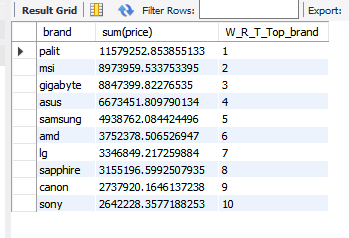 Result Grid Filter Rows: Export:
brand sum(price) W_R_T_Top_brand
palit 11579252.853855133 1
msi 8973959.533753395 2
gigabyte 8847399.82276535 3
asus 6673451.809790134 4
samsung 4938762.084424496 5
amd 3752378.506526947 6
lg 3346849.217259884 7
sapphire 3155196.5992507935 8
canon 2737920.1646137238 9
sony 2642228.3577188253 10